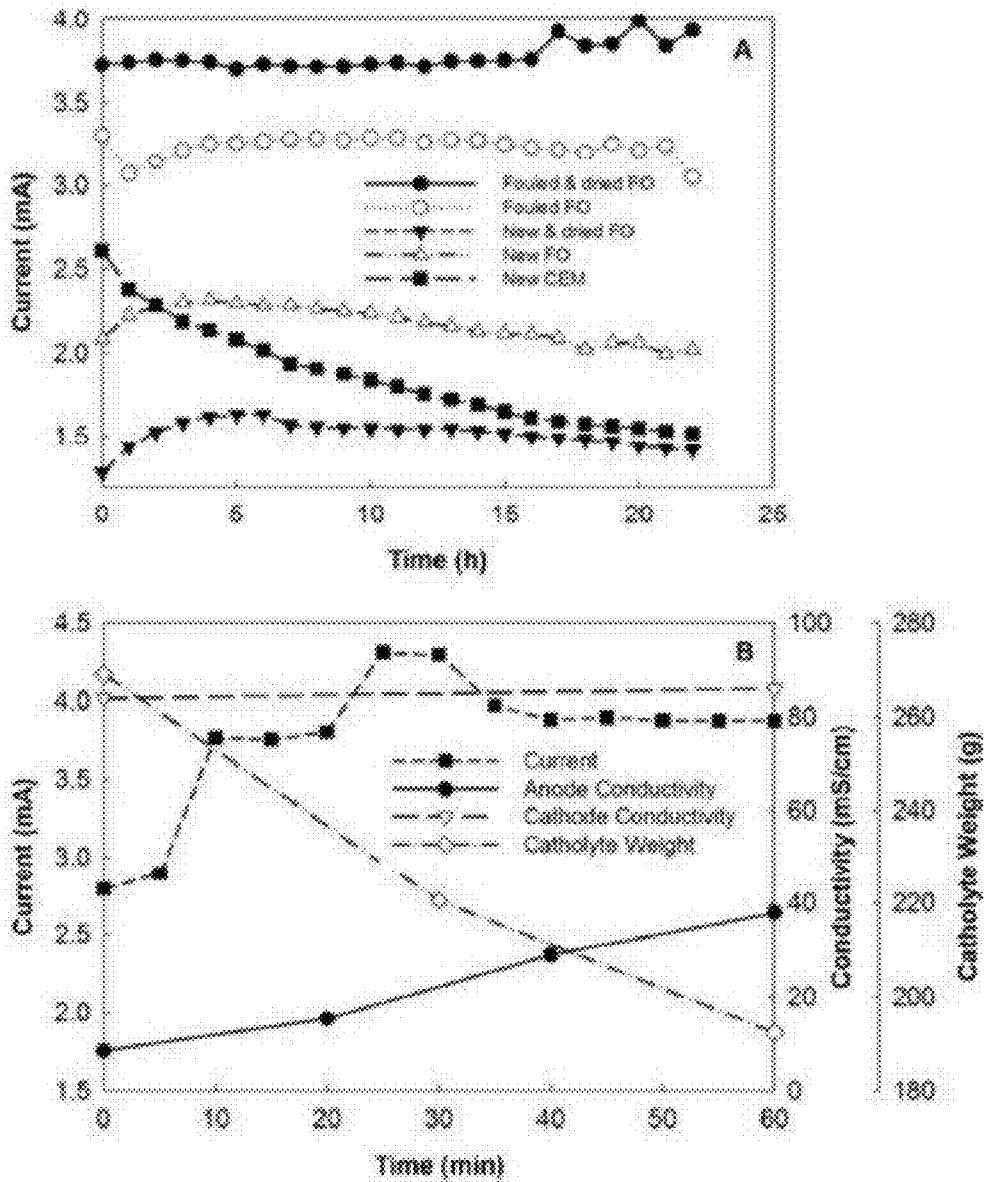 4.0
A
3.5
3.0
2.5
2.0
1.5
Current (mA)
Fouled & dried FO
Fouled FO
New & dried FO
New FO
New CEM
0 5 10 15 20 25
Time (h)
4.5 100 280
B
4.0 80 260
3.5
3.0 60 240
2.5 40 220
2.0 20 200
1.5 0 180
Current (mA)
Current
Anode Conductivity
Cathode Conductivity
Catholyte Weight
Conductivity (mS/cm)
Catholyte Weight (g)
0 10 20 30 40 50 60
Time (min)